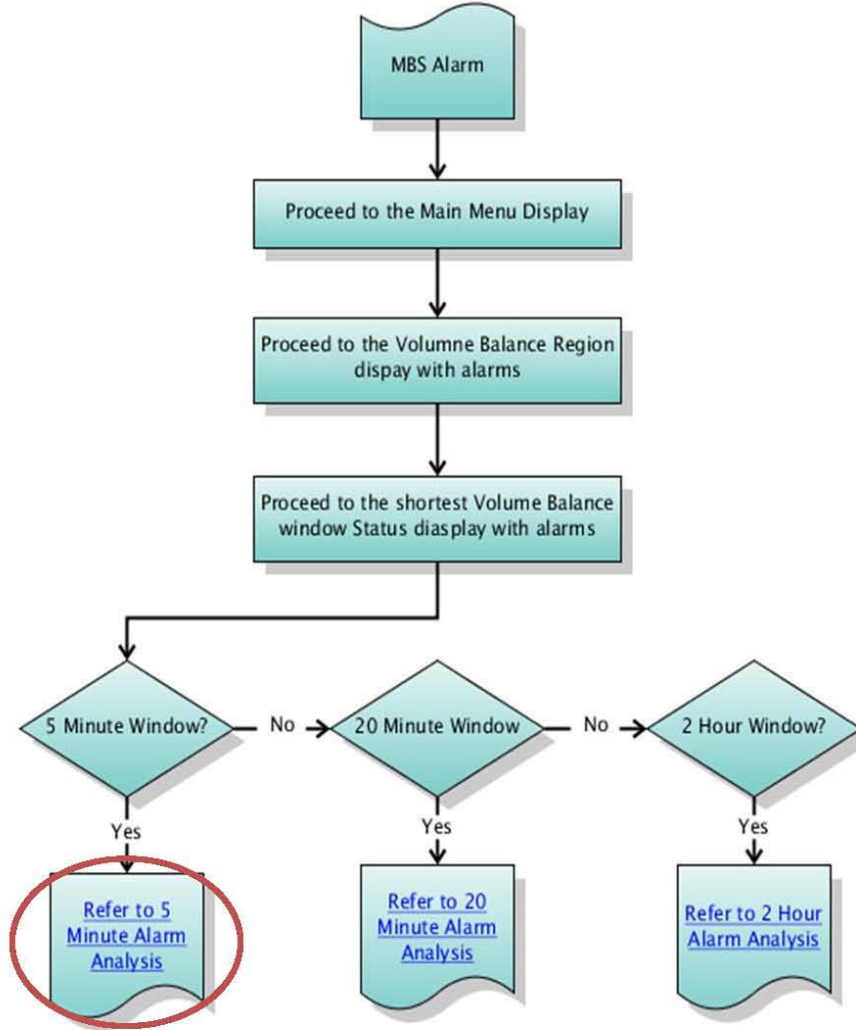 MBS Alarm
Proceed to the Main Menu Display
Proceed to the Volumne Balance Region
dispay with alarms
Proceed to the shortest Volume Balance
window Status diasplay with alarms
5 Minute Window?
No
20 Minute Window
No
2 Hour Window?
Yes
Yes
Yes
Refer to 5
Minute Alarm
Analysis
Refer to 20
Minute Alarm
Analysis
Refer to 2 Hour
Alarm Analysis